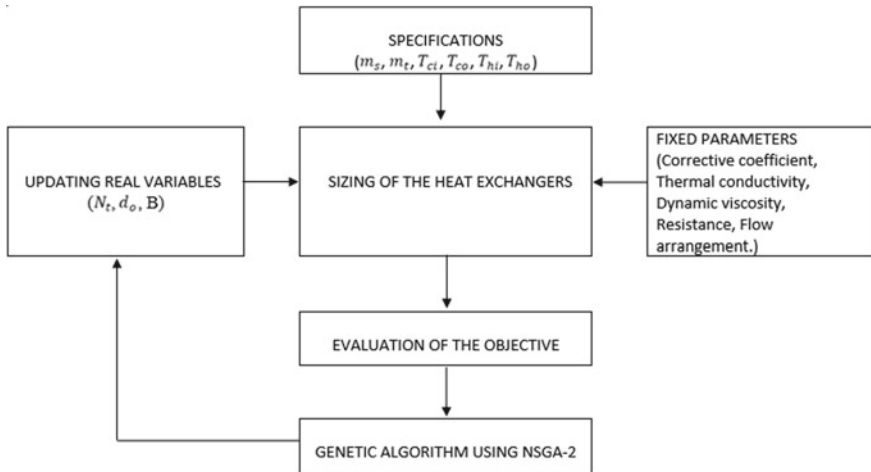 SPECIFICATIONS
(m_s, m_t, T_ci, T_co, T_hi, T_ho)
UPDATING REAL VARIABLES
(N_t, d_o, B)
SIZING OF THE HEAT EXCHANGERS
FIXED PARAMETERS
(Corrective coefficient,
Thermal conductivity,
Dynamic viscosity,
Resistance, Flow
arrangement.)
EVALUATION OF THE OBJECTIVE
GENETIC ALGORITHM USING NSGA-2